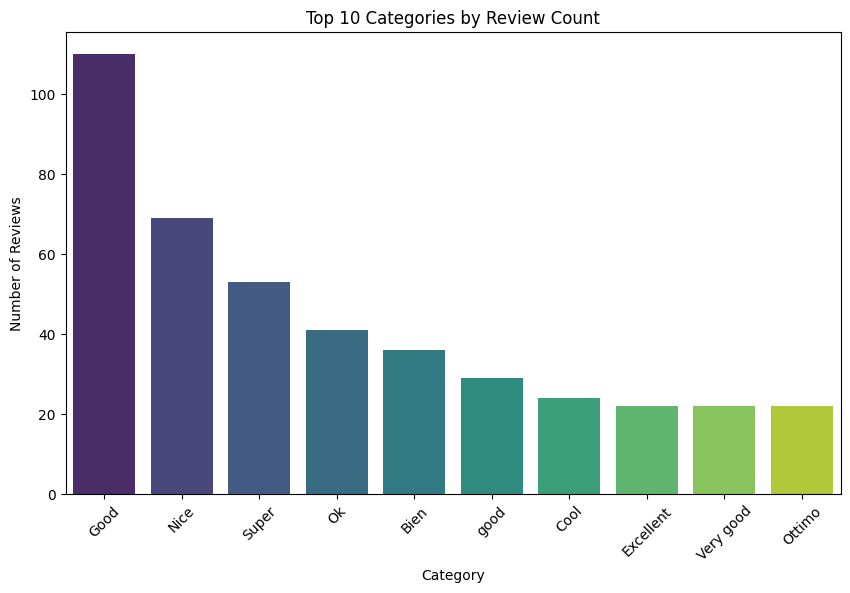 Top 10 Categories by Review Count
Number of Reviews
100
80
60
40
20
0
Good
Nice
Super
Ok
Bien
good
Cool
Excellent
Very good
Ottimo
Category